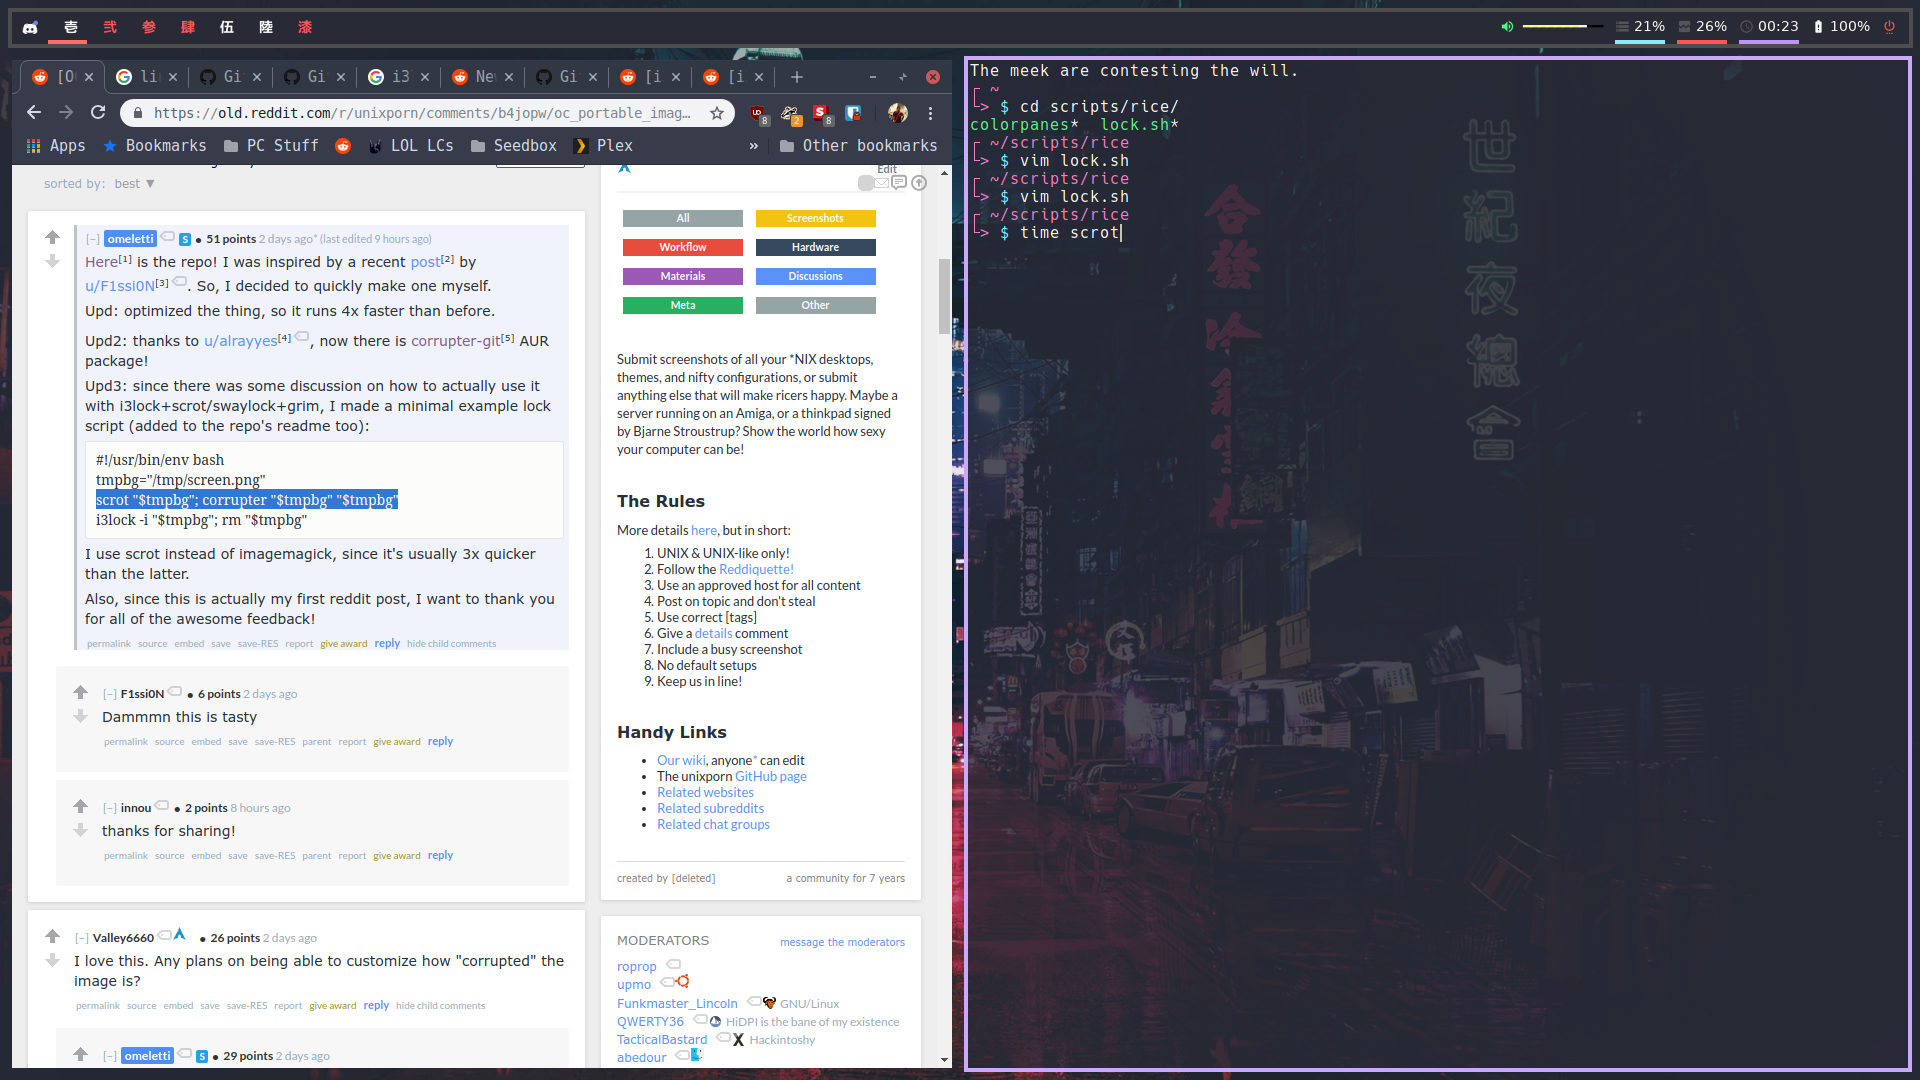 壱 弐 参 肆 伍 陸 漆
21% 26% 00:23 100%
[O( li Gi Gi i3 Ne Gi [i [i
https://old.reddit.com/r/unixporn/comments/b4jopw/oc_portable_imag...
8 2 8
Apps Bookmarks PC Stuff LOL LCs Seedbox Plex » Other bookmarks
sorted by: best ▼
[–] omeletti S • 51 points 2 days ago* (last edited 9 hours ago)
Here[1] is the repo! I was inspired by a recent post[2] by
u/F1ssi0N[3]. So, I decided to quickly make one myself.
Upd: optimized the thing, so it runs 4x faster than before.
Upd2: thanks to u/alrayyes[4], now there is corrupter-git[5] AUR
package!
Upd3: since there was some discussion on how to actually use it
with i3lock+scrot/swaylock+grim, I made a minimal example lock
script (added to the repo's readme too):
#!/usr/bin/env bash
tmpbg="/tmp/screen.png"
scrot "$tmpbg"; corrupter "$tmpbg" "$tmpbg"
i3lock -i "$tmpbg"; rm "$tmpbg"
I use scrot instead of imagemagick, since it's usually 3x quicker
than the latter.
Also, since this is actually my first reddit post, I want to thank you
for all of the awesome feedback!
permalink source embed save save-RES report give award reply hide child comments
[–] F1ssi0N • 6 points 2 days ago
Dammmn this is tasty
permalink source embed save save-RES parent report give award reply
[–] innou • 2 points 8 hours ago
thanks for sharing!
permalink source embed save save-RES parent report give award reply
[–] Valley6660 • 26 points 2 days ago
I love this. Any plans on being able to customize how "corrupted" the
image is?
permalink source embed save save-RES report give award reply hide child comments
[–] omeletti S • 29 points 2 days ago
Edit
All Screenshots
Workflow Hardware
Materials Discussions
Meta Other
Submit screenshots of all your *NIX desktops,
themes, and nifty configurations, or submit
anything else that will make ricers happy. Maybe a
server running on an Amiga, or a thinkpad signed
by Bjarne Stroustrup? Show the world how sexy
your computer can be!
The Rules
More details here, but in short:
1. UNIX & UNIX-like only!
2. Follow the Reddiquette!
3. Use an approved host for all content
4. Post on topic and don't steal
5. Use correct [tags]
6. Give a details comment
7. Include a busy screenshot
8. No default setups
9. Keep us in line!
Handy Links
• Our wiki, anyone* can edit
• The unixporn GitHub page
• Related websites
• Related subreddits
• Related chat groups
created by [deleted] a community for 7 years
MODERATORS message the moderators
roprop
upmo
Funkmaster_Lincoln GNU/Linux
QWERTY36 HiDPI is the bane of my existence
TacticalBastard Hackintoshy
abedour
The meek are contesting the will.
~
$ cd scripts/rice/
colorpanes* lock.sh*
~/scripts/rice
$ vim lock.sh
~/scripts/rice
$ vim lock.sh
~/scripts/rice
$ time scrot
世紀夜總會